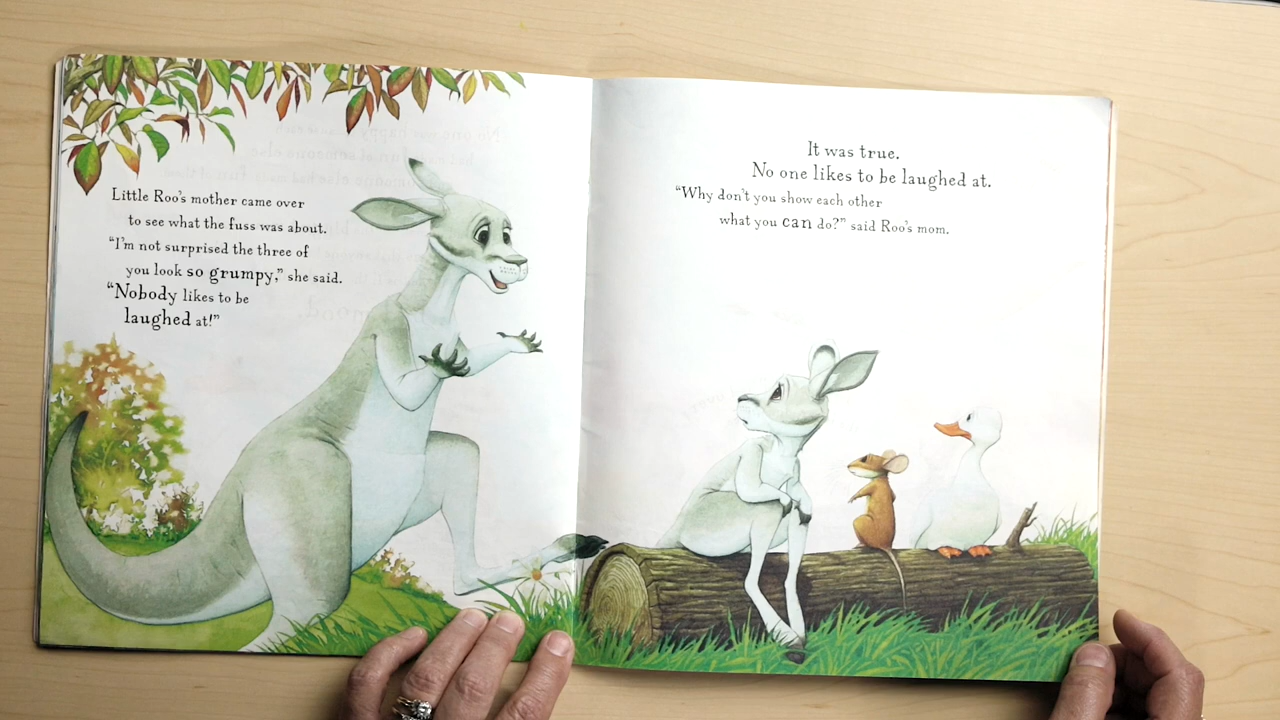 Little Roo's mother came over
to see what the fuss was about.
"I'm not surprised the three of
you look so grumpy," she said.
"Nobody likes to be
laughed at!"
It was true.
No one likes to be laughed at.
"Why don't you show each other
what you can do?" said Roo's mom.